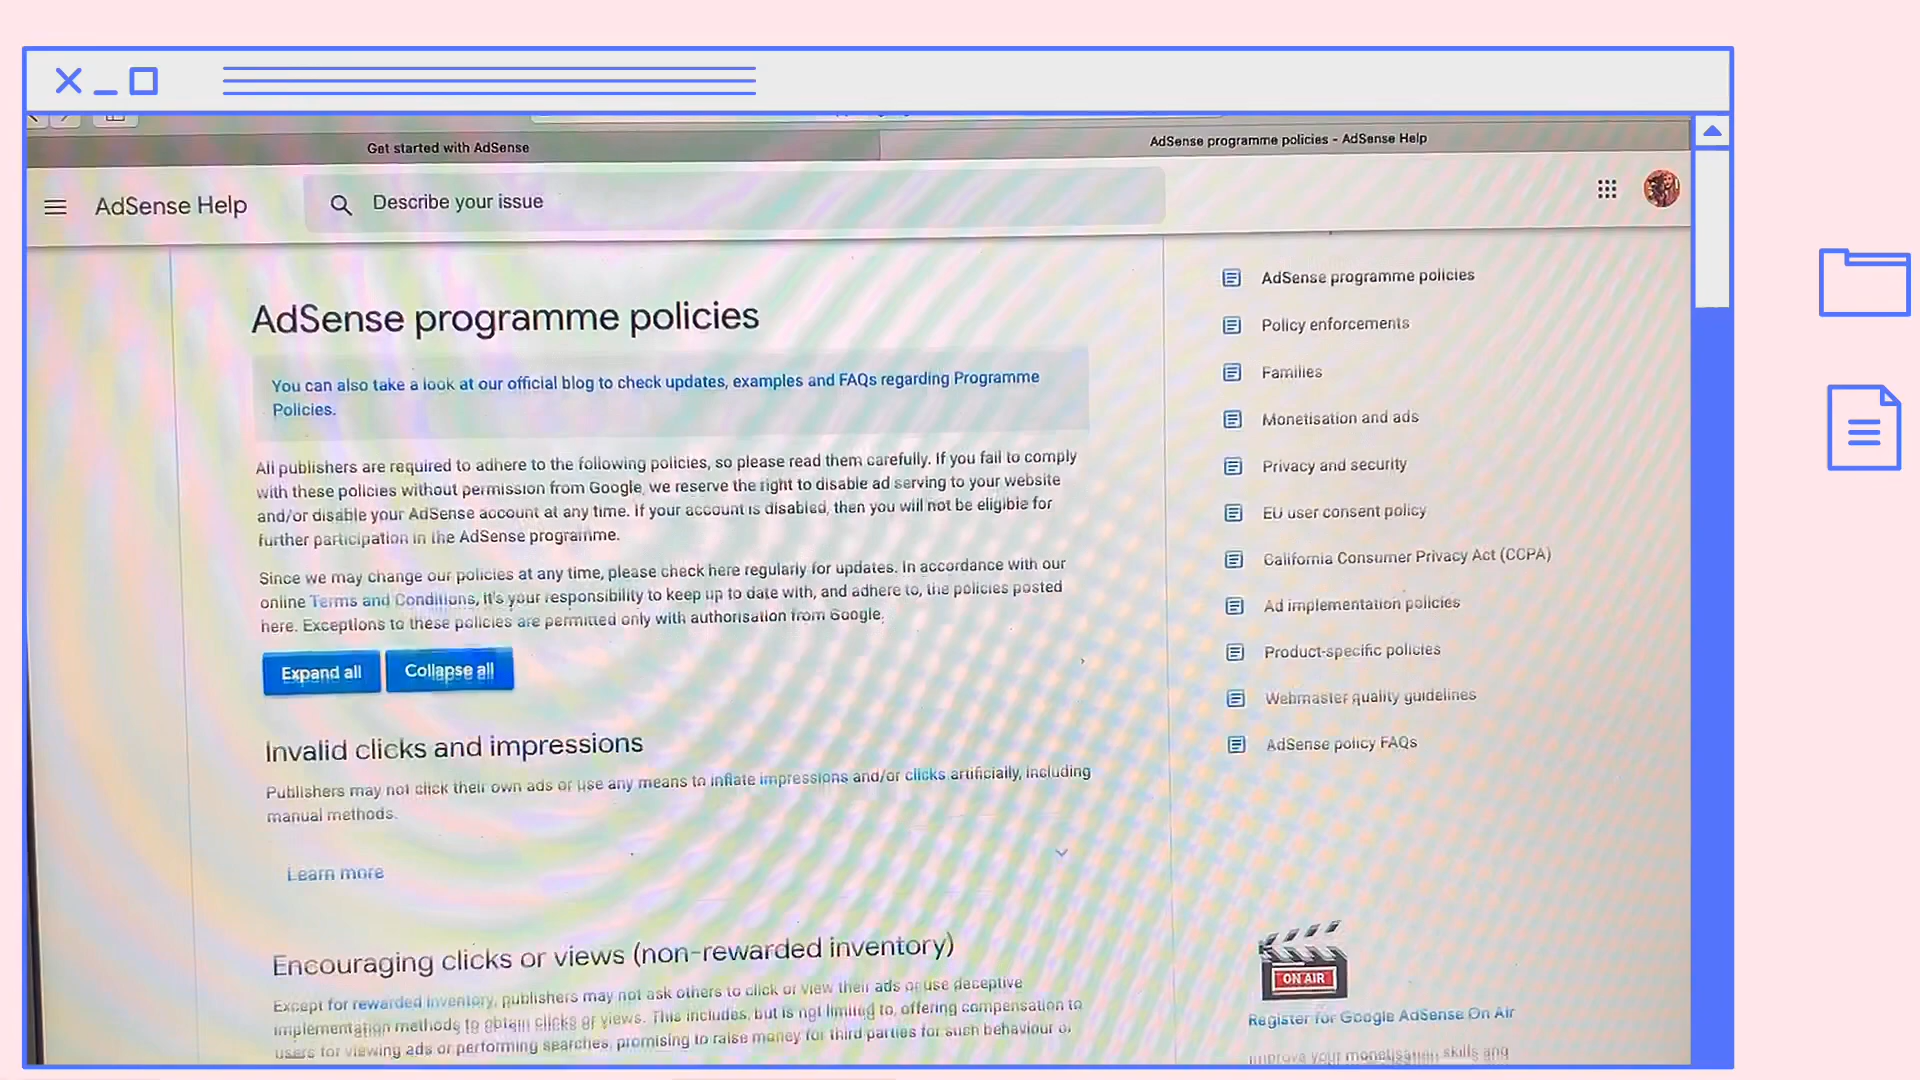 Get started with AdSense
AdSense programme policies - AdSense Help
AdSense Help
Describe your issue
AdSense programme policies
You can also take a look at our official blog to check updates, examples and FAQs regarding Programme
Policies.
All publishers are required to adhere to the following policies, so please read them carefully. If you fail to comply
with these policies without permission from Google, we reserve the right to disable ad serving to your website
and/or disable your AdSense account at any time. If your account is disabled, then you will not be eligible for
further participation in the AdSense programme.
Since we may change our policies at any time, please check here regularly for updates. In accordance with our
online Terms and Conditions, it's your responsibility to keep up to date with, and adhere to, the policies posted
here. Exceptions to these policies are permitted only with authorisation from Google.
Expand all
Collapse all
Invalid clicks and impressions
Publishers may not click their own ads or use any means to inflate impressions and/or clicks artificially, including
manual methods.
Learn more
Encouraging clicks or views (non-rewarded inventory)
Except for rewarded inventory, publishers may not ask others to click or view their ads or use deceptive
implementation methods to obtain clicks or views. This includes, but is not limited to, offering compensation to
users for viewing ads or performing searches, promising to raise money for third parties for such behaviour or
AdSense programme policies
Policy enforcements
Families
Monetisation and ads
Privacy and security
EU user consent policy
California Consumer Privacy Act (CCPA)
Ad implementation policies
Product-specific policies
Webmaster quality guidelines
AdSense policy FAQs
ON AIR
Register for Google AdSense On Air
Improve your monetisation skills and